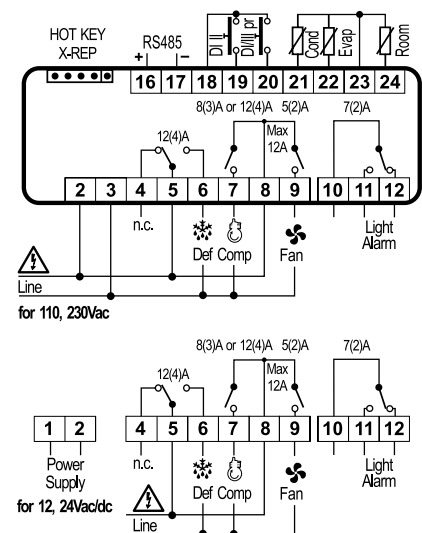 HOT KEY
X-REP
RS485
+ −
DI II
DI/III pr
Cond
Evap
Room
16 17 18 19 20 21 22 23 24
8(3)A or 12(4)A 5(2)A 7(2)A
12(4)A
Max
12A
2 3 4 5 6 7 8 9 10 11 12
n.c.
Def Comp
Fan
Light
Alarm
Line
for 110, 230Vac
8(3)A or 12(4)A 5(2)A 7(2)A
12(4)A
Max
12A
1 2 4 5 6 7 8 9 10 11 12
Power
Supply
n.c.
Def Comp
Fan
Light
Alarm
for 12, 24Vac/dc
Line